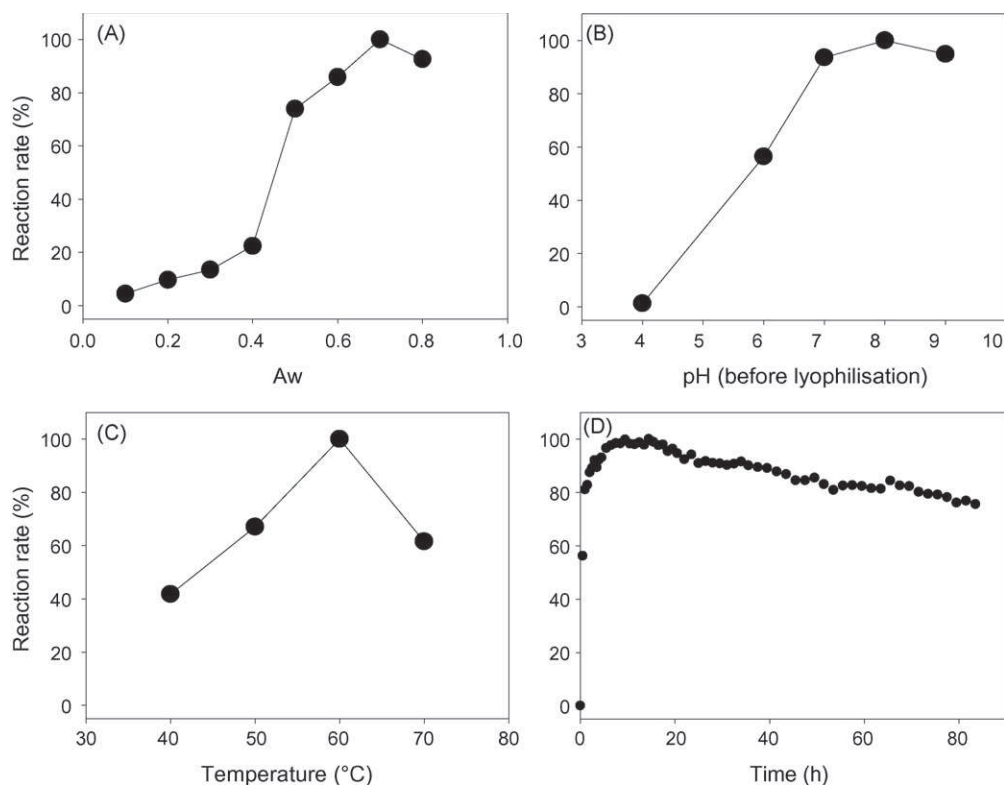 (A)
Reaction rate (%)
100
80
60
40
20
0
0.0 0.2 0.4 0.6 0.8 1.0
Aw
(B)
100
80
60
40
20
0
3 4 5 6 7 8 9 10
pH (before lyophilisation)
(C)
Reaction rate (%)
100
80
60
40
20
0
30 40 50 60 70 80
Temperature (°C)
(D)
100
80
60
40
20
0
0 20 40 60 80
Time (h)